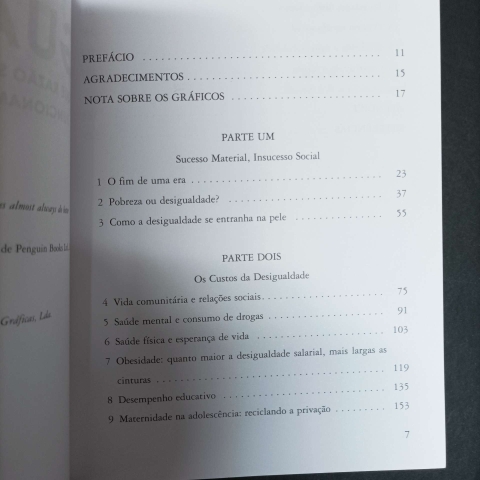 PREFÁCIO 11
AGRADECIMENTOS 15
NOTA SOBRE OS GRÁFICOS 17
PARTE UM
Sucesso Material, Insucesso Social
1 O fim de uma era 23
2 Pobreza ou desigualdade? 37
3 Como a desigualdade se entranha na pele 55
PARTE DOIS
Os Custos da Desigualdade
4 Vida comunitária e relações sociais 75
5 Saúde mental e consumo de drogas 91
6 Saúde física e esperança de vida 103
7 Obesidade: quanto maior a desigualdade salarial, mais largas as
cinturas 119
8 Desempenho educativo 135
9 Maternidade na adolescência: reciclando a privação 153
7
almost always
de Penguin Books
Gráficas, Lda